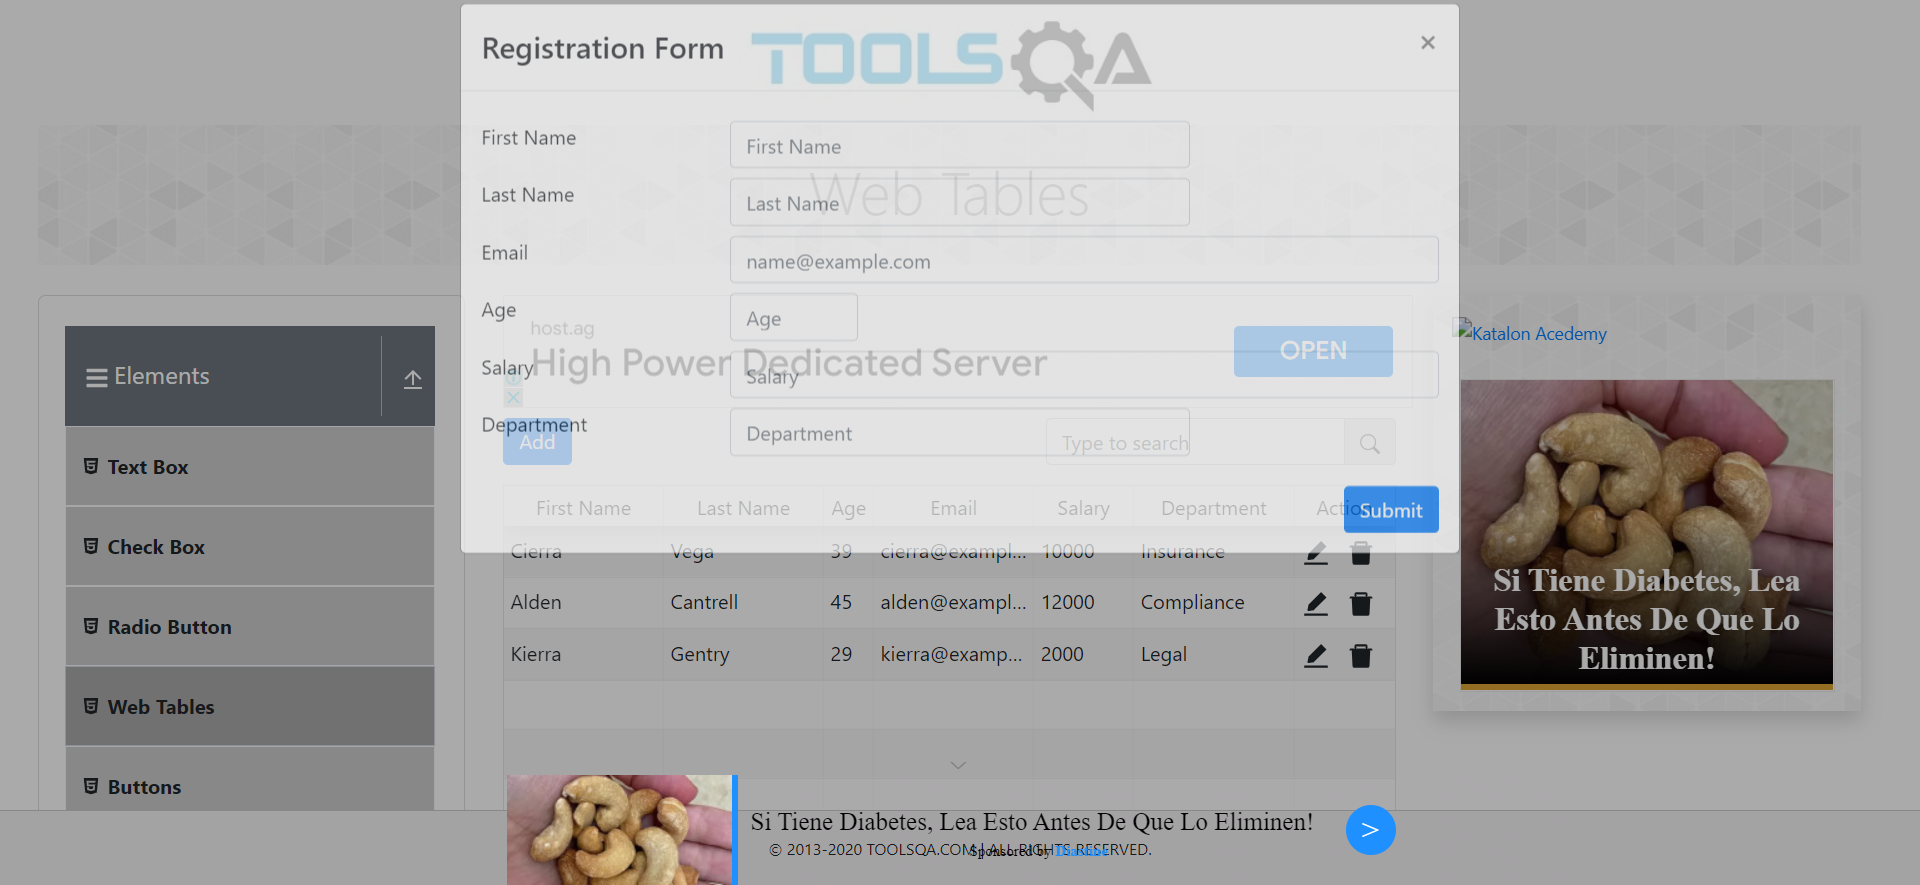 Registration Form
TOOLSQA
×
First Name
First Name
Last Name
Last Name
Web Tables
Email
name@example.com
Age
Age
host.ag
High Power Dedicated Server
OPEN
Salary
Salary
Department
Department
Add
Type to search
Submit
First Name Last Name Age Email Salary Department Action
Cierra Vega 39 cierra@exampl... 10000 Insurance
Alden Cantrell 45 alden@exampl... 12000 Compliance
Kierra Gentry 29 kierra@examp... 2000 Legal
Elements
Text Box
Check Box
Radio Button
Web Tables
Buttons
Katalon Acedemy
Si Tiene Diabetes, Lea
Esto Antes De Que Lo
Eliminen!
Si Tiene Diabetes, Lea Esto Antes De Que Lo Eliminen!
>
© 2013-2020 TOOLSQA.COM | ALL RIGHTS RESERVED.
Sponsored by